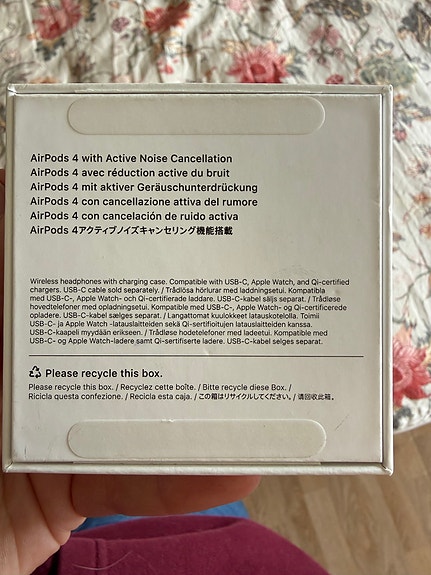 AirPods 4 with Active Noise Cancellation
AirPods 4 avec réduction active du bruit
AirPods 4 mit aktiver Geräuschunterdrückung
AirPods 4 con cancellazione attiva del rumore
AirPods 4 con cancelación de ruido activa
AirPods 4アクティブノイズキャンセリング機能搭載
Wireless headphones with charging case. Compatible with USB-C, Apple Watch, and Qi-certified
chargers. USB-C cable sold separately. / Trådlösa hörlurar med laddningsetui. Kompatibla
med USB-C-, Apple Watch- och Qi-certifierade laddare. USB-C-kabel säljs separat. / Trådløse
hovedtelefoner med opladningsetui. Kompatible med USB-C-, Apple Watch- og Qi-certificerede
opladere. USB-C-kabel sælges separat. / Langattomat kuulokkeet latauskotelolla. Toimii
USB-C- ja Apple Watch -latauslaitteiden sekä Qi-sertifioitujen latauslaitteiden kanssa.
USB-C-kaapeli myydään erikseen. / Trådløse hodetelefoner med ladeetui. Kompatible med
USB-C- og Apple Watch-ladere samt Qi-sertifiserte ladere. USB-C-kabel selges separat.
Please recycle this box.
Please recycle this box. / Recyclez cette boîte. / Bitte recycle diese Box. /
Ricicla questa confezione. / Recicla esta caja. / この箱はリサイクルしてください。/ 请回收此箱。